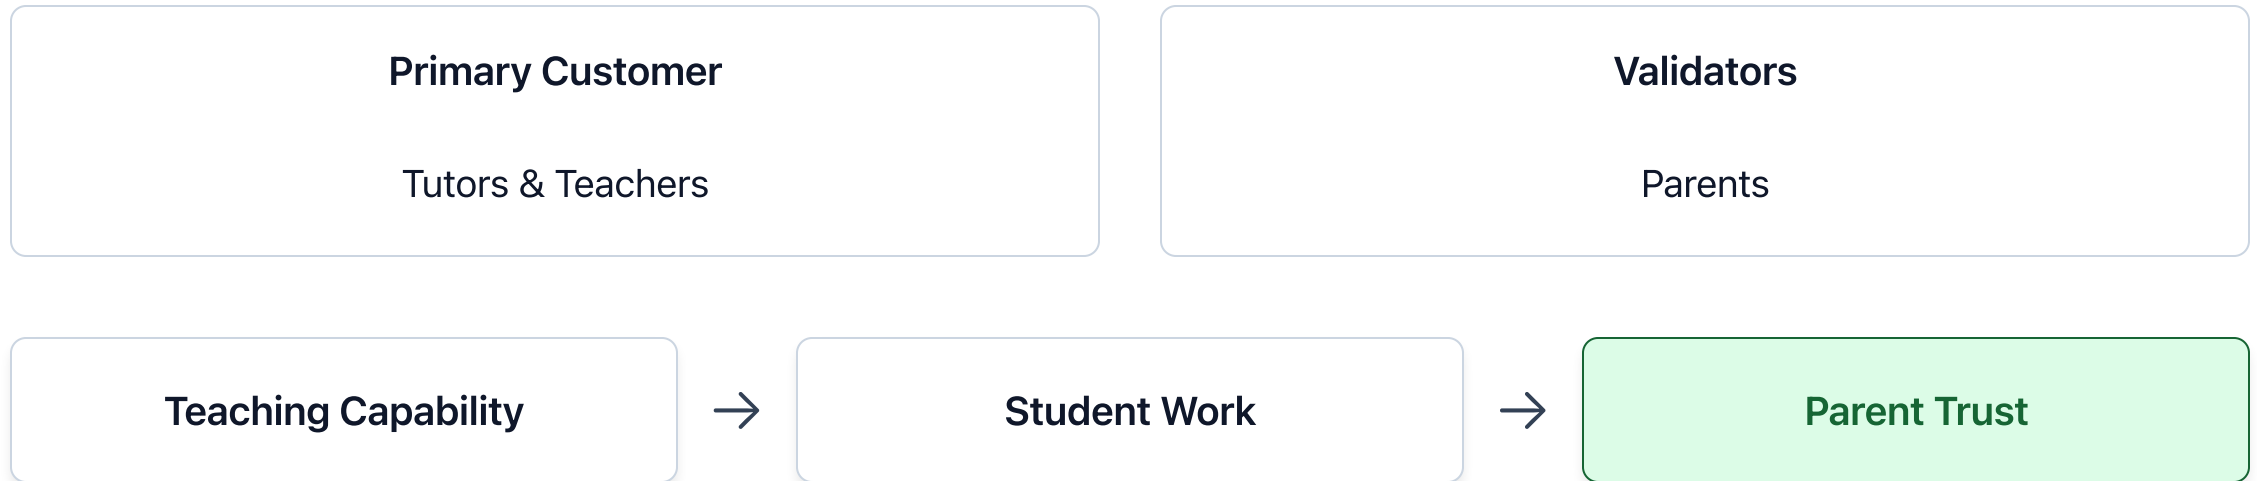 Primary Customer
Tutors & Teachers
Validators
Parents
Teaching Capability
Student Work
Parent Trust